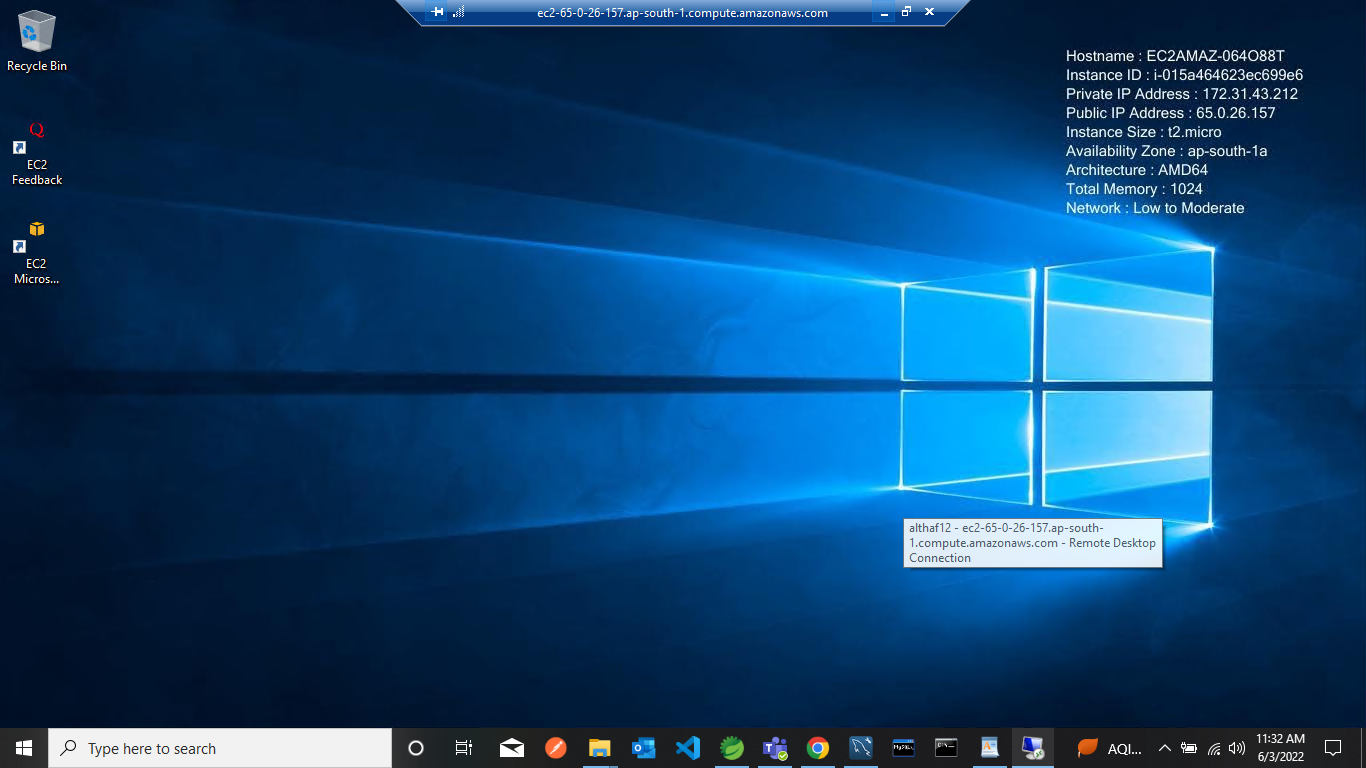 ec2-65-0-26-157.ap-south-1.compute.amazonaws.com
Recycle Bin
EC2
Feedback
EC2
Micros...
Hostname : EC2AMAZ-064O88T
Instance ID : i-015a464623ec699e6
Private IP Address : 172.31.43.212
Public IP Address : 65.0.26.157
Instance Size : t2.micro
Availability Zone : ap-south-1a
Architecture : AMD64
Total Memory : 1024
Network : Low to Moderate
althaf12 - ec2-65-0-26-157.ap-south-
1.compute.amazonaws.com - Remote Desktop
Connection
Type here to search
AQI...
11:32 AM
6/3/2022